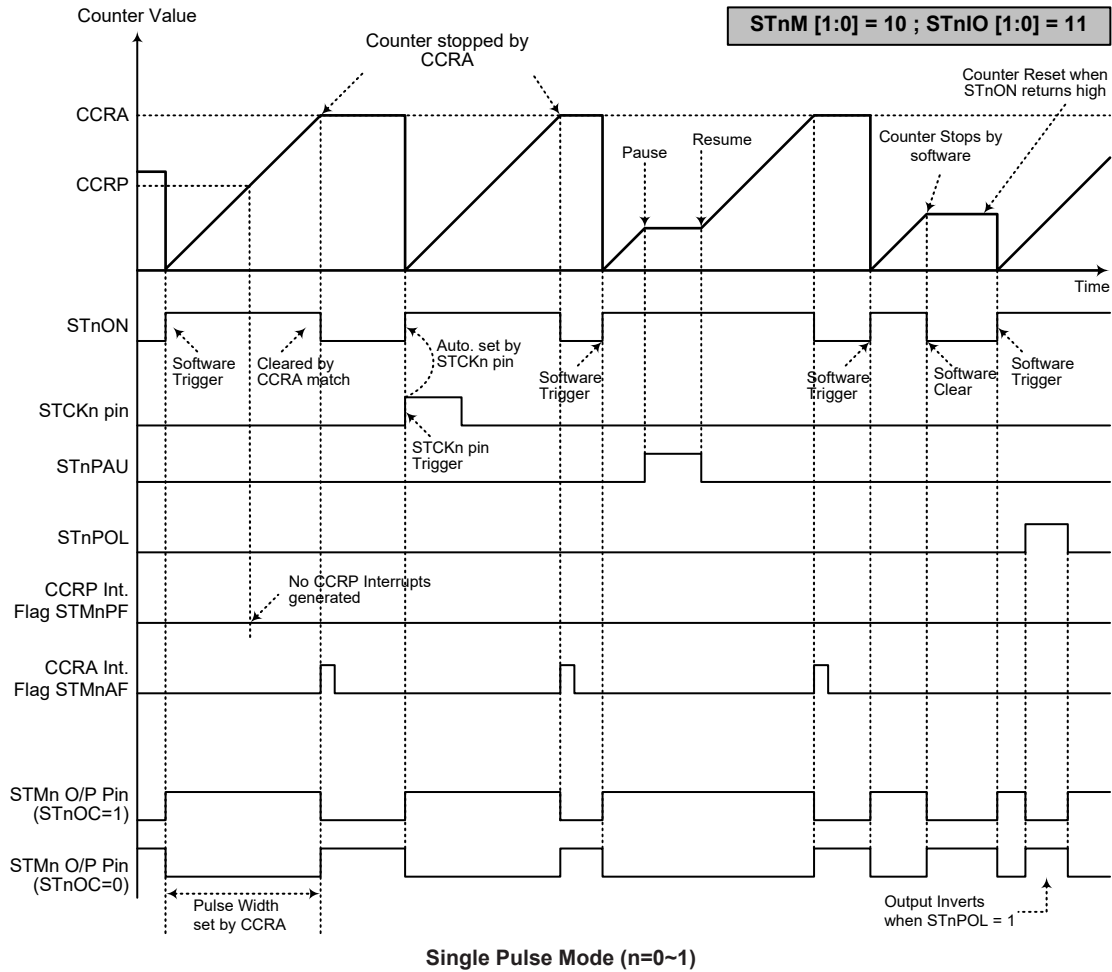 Counter Value
STnM [1:0] = 10 ; STnIO [1:0] = 11
Counter stopped by
CCRA
Counter Reset when
STnON returns high
CCRA
Counter Stops by
software
Pause
Resume
CCRP
Time
STnON
Software
Trigger
Cleared by
CCRA match
Auto. set by
STCKn pin
Software
Trigger
Software
Trigger
Software
Clear
Software
Trigger
STCKn pin
STCKn pin
Trigger
STnPAU
STnPOL
CCRP Int.
Flag STMnPF
No CCRP Interrupts
generated
CCRA Int.
Flag STMnAF
STMn O/P Pin
(STnOC=1)
STMn O/P Pin
(STnOC=0)
Pulse Width
set by CCRA
Output Inverts
when STnPOL = 1
Single Pulse Mode (n=0~1)